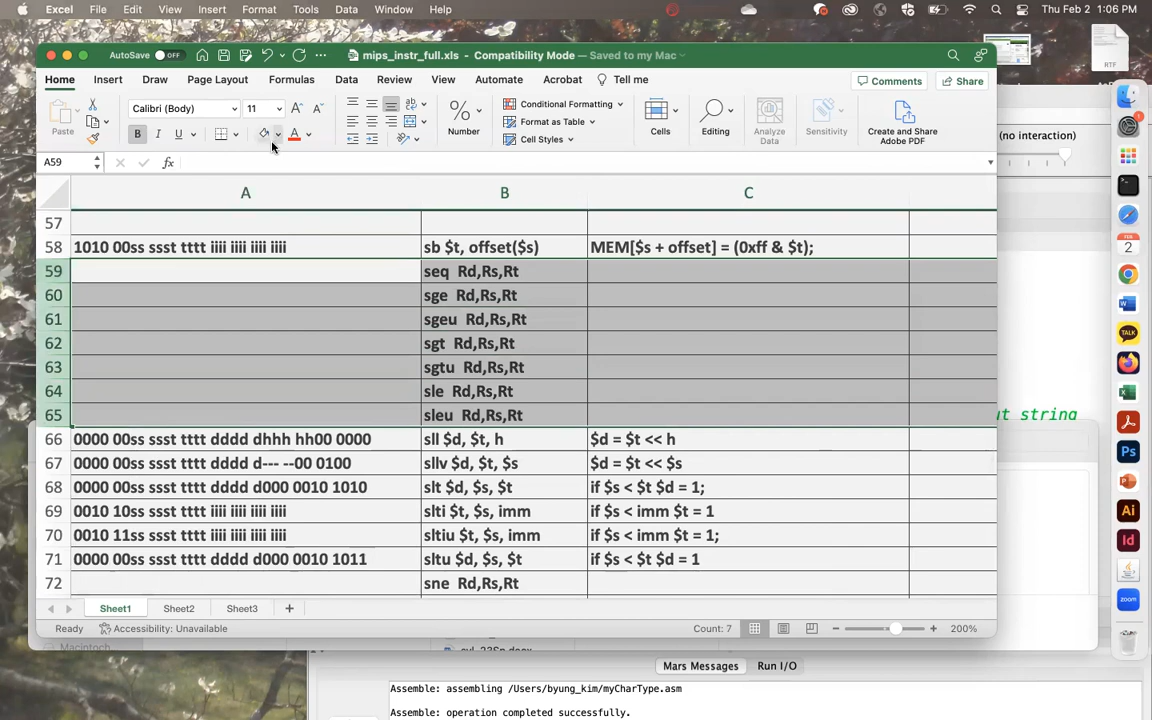 Excel File Edit View Insert Format Tools Data Window Help Thu Feb 2 1:06 PM
RTF
AutoSave OFF mips_instr_full.xls - Compatibility Mode — Saved to my Mac
Home Insert Draw Page Layout Formulas Data Review View Automate Acrobat Tell me Comments Share
Paste Calibri (Body) 11 B I U A Number Conditional Formatting Format as Table Cell Styles Cells Editing Analyze Data Sensitivity Create and Share Adobe PDF
(no interaction)
A59 fx
A B C
57
58 1010 00ss ssst tttt iiii iiii iiii iiii sb $t, offset($s) MEM[$s + offset] = (0xff & $t);
59 seq Rd,Rs,Rt
60 sge Rd,Rs,Rt
61 sgeu Rd,Rs,Rt
62 sgt Rd,Rs,Rt
63 sgtu Rd,Rs,Rt
64 sle Rd,Rs,Rt
65 sleu Rd,Rs,Rt
ut string
66 0000 00ss ssst tttt dddd dhhh hh00 0000 sll $d, $t, h $d = $t << h
67 0000 00ss ssst tttt dddd d--- --00 0100 sllv $d, $t, $s $d = $t << $s
68 0000 00ss ssst tttt dddd d000 0010 1010 slt $d, $s, $t if $s < $t $d = 1;
69 0010 10ss ssst tttt iiii iiii iiii iiii slti $t, $s, imm if $s < imm $t = 1
70 0010 11ss ssst tttt iiii iiii iiii iiii sltiu $t, $s, imm if $s < imm $t = 1;
71 0000 00ss ssst tttt dddd d000 0010 1011 sltu $d, $s, $t if $s < $t $d = 1
72 sne Rd,Rs,Rt
Sheet1 Sheet2 Sheet3
Ready Accessibility: Unavailable Count: 7 200%
Macintosh
Mars Messages Run I/O
Assemble: assembling /Users/byung_kim/myCharType.asm
Assemble: operation completed successfully.
FEB
2
TALK
Ps
Ai
Id
zoom